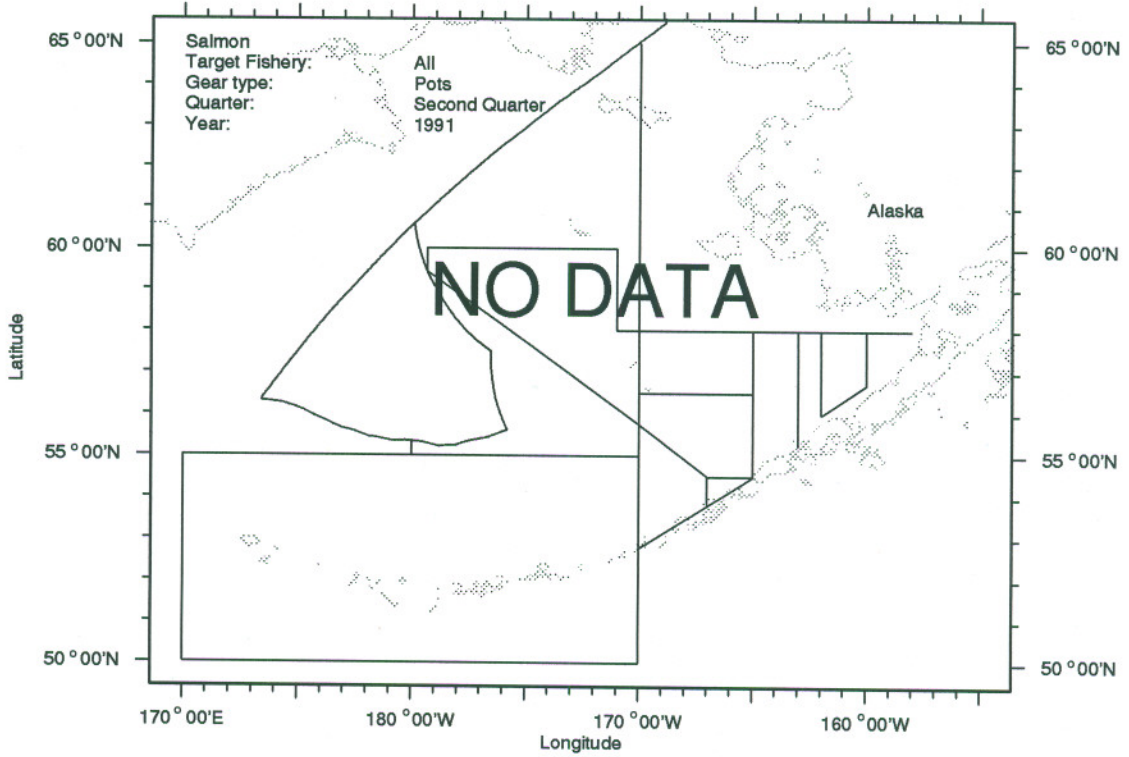 65 °00'N
Salmon
Target Fishery: All
Gear type: Pots
Quarter: Second Quarter
Year: 1991
65 °00'N
Alaska
60 °00'N
60 °00'N
NO DATA
Latitude
55 °00'N
55 °00'N
50 °00'N
50 °00'N
170 °00'E
180 °00'W
170 °00'W
160 °00'W
Longitude